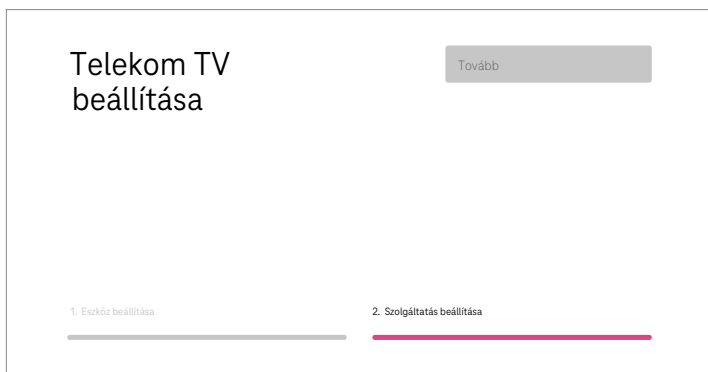 Telekom TV
beállítása
Tovább
1. Eszköz beállítása
2. Szolgáltatás beállítása